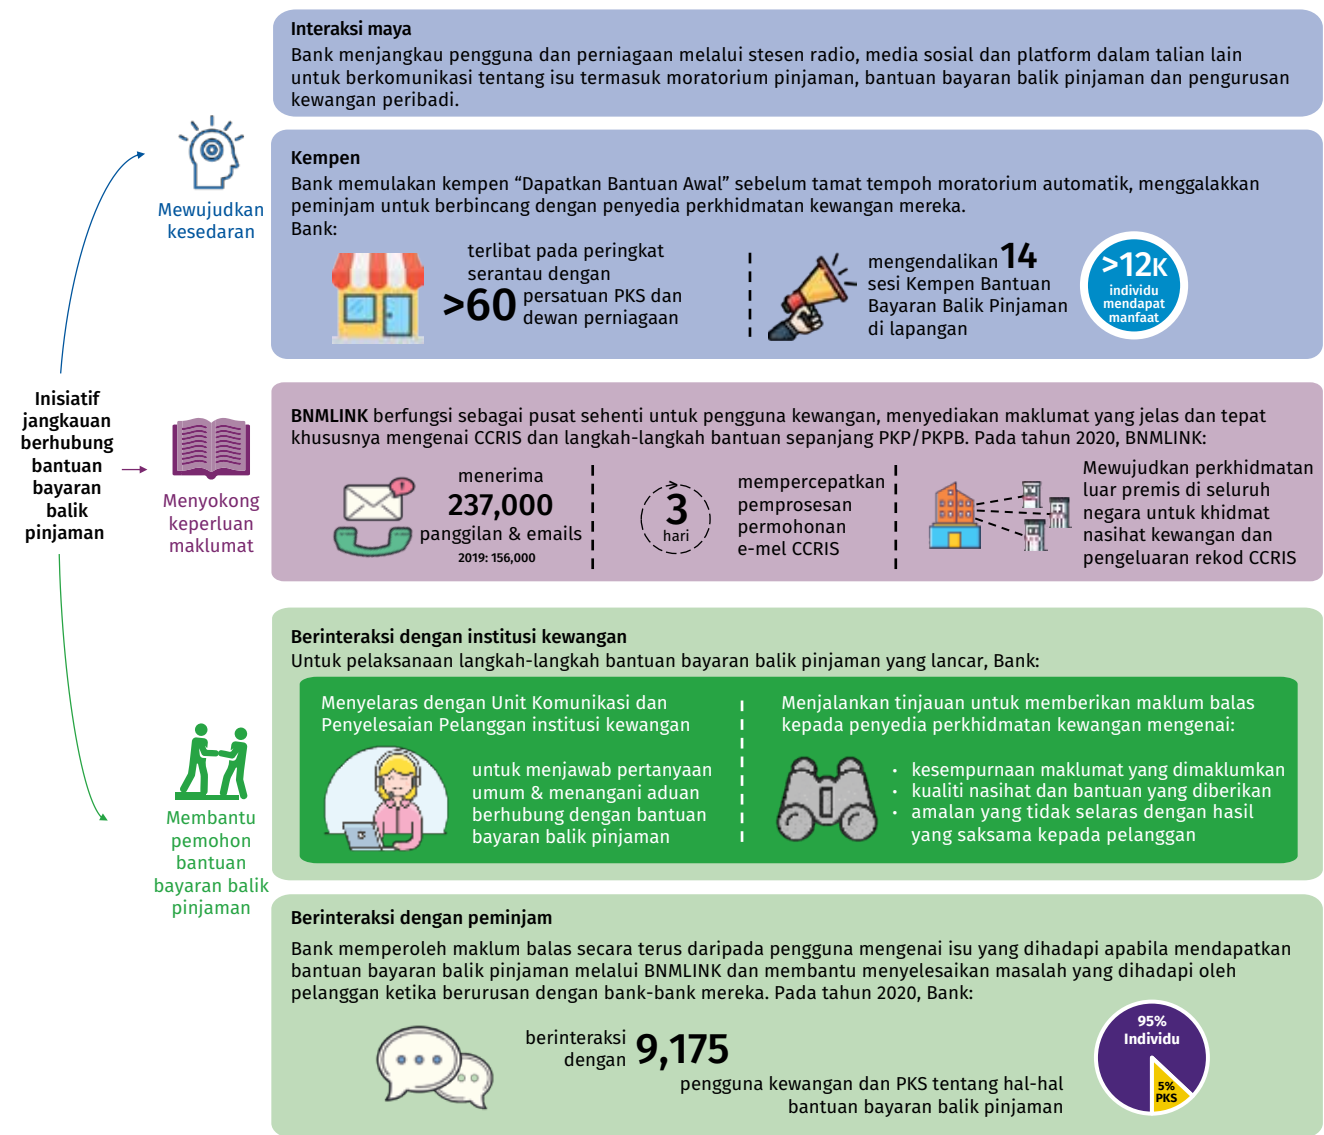 Interaksi maya
Bank menjangkau pengguna dan perniagaan melalui stesen radio, media sosial dan platform dalam talian lain
untuk berkomunikasi tentang isu termasuk moratorium pinjaman, bantuan bayaran balik pinjaman dan pengurusan
kewangan peribadi.
Mewujudkan
kesedaran
Kempen
Bank memulakan kempen “Dapatkan Bantuan Awal” sebelum tamat tempoh moratorium automatik, menggalakkan
peminjam untuk berbincang dengan penyedia perkhidmatan kewangan mereka.
Bank:
terlibat pada peringkat
serantau dengan
>60 persatuan PKS dan
dewan perniagaan
mengendalikan 14
sesi Kempen Bantuan
Bayaran Balik Pinjaman
di lapangan
>12K
individu
mendapat
manfaat
Inisiatif
jangkauan
berhubung
bantuan
bayaran
balik
pinjaman
Menyokong
keperluan
maklumat
BNMLINK berfungsi sebagai pusat sehenti untuk pengguna kewangan, menyediakan maklumat yang jelas dan tepat
khususnya mengenai CCRIS dan langkah-langkah bantuan sepanjang PKP/PKPB. Pada tahun 2020, BNMLINK:
menerima
237,000
panggilan & emails
2019: 156,000
3
hari
mempercepatkan
pemprosesan
permohonan
e-mel CCRIS
Mewujudkan perkhidmatan
luar premis di seluruh
negara untuk khidmat
nasihat kewangan dan
pengeluaran rekod CCRIS
Membantu
pemohon
bantuan
bayaran balik
pinjaman
Berinteraksi dengan institusi kewangan
Untuk pelaksanaan langkah-langkah bantuan bayaran balik pinjaman yang lancar, Bank:
Menyelaras dengan Unit Komunikasi dan
Penyelesaian Pelanggan institusi kewangan
untuk menjawab pertanyaan
umum & menangani aduan
berhubung dengan bantuan
bayaran balik pinjaman
Menjalankan tinjauan untuk memberikan maklum balas
kepada penyedia perkhidmatan kewangan mengenai:
• kesempurnaan maklumat yang dimaklumkan
• kualiti nasihat dan bantuan yang diberikan
• amalan yang tidak selaras dengan hasil
yang saksama kepada pelanggan
Berinteraksi dengan peminjam
Bank memperoleh maklum balas secara terus daripada pengguna mengenai isu yang dihadapi apabila mendapatkan
bantuan bayaran balik pinjaman melalui BNMLINK dan membantu menyelesaikan masalah yang dihadapi oleh
pelanggan ketika berurusan dengan bank-bank mereka. Pada tahun 2020, Bank:
berinteraksi
dengan 9,175
pengguna kewangan dan PKS tentang hal-hal
bantuan bayaran balik pinjaman
95%
Individu
5%
PKS